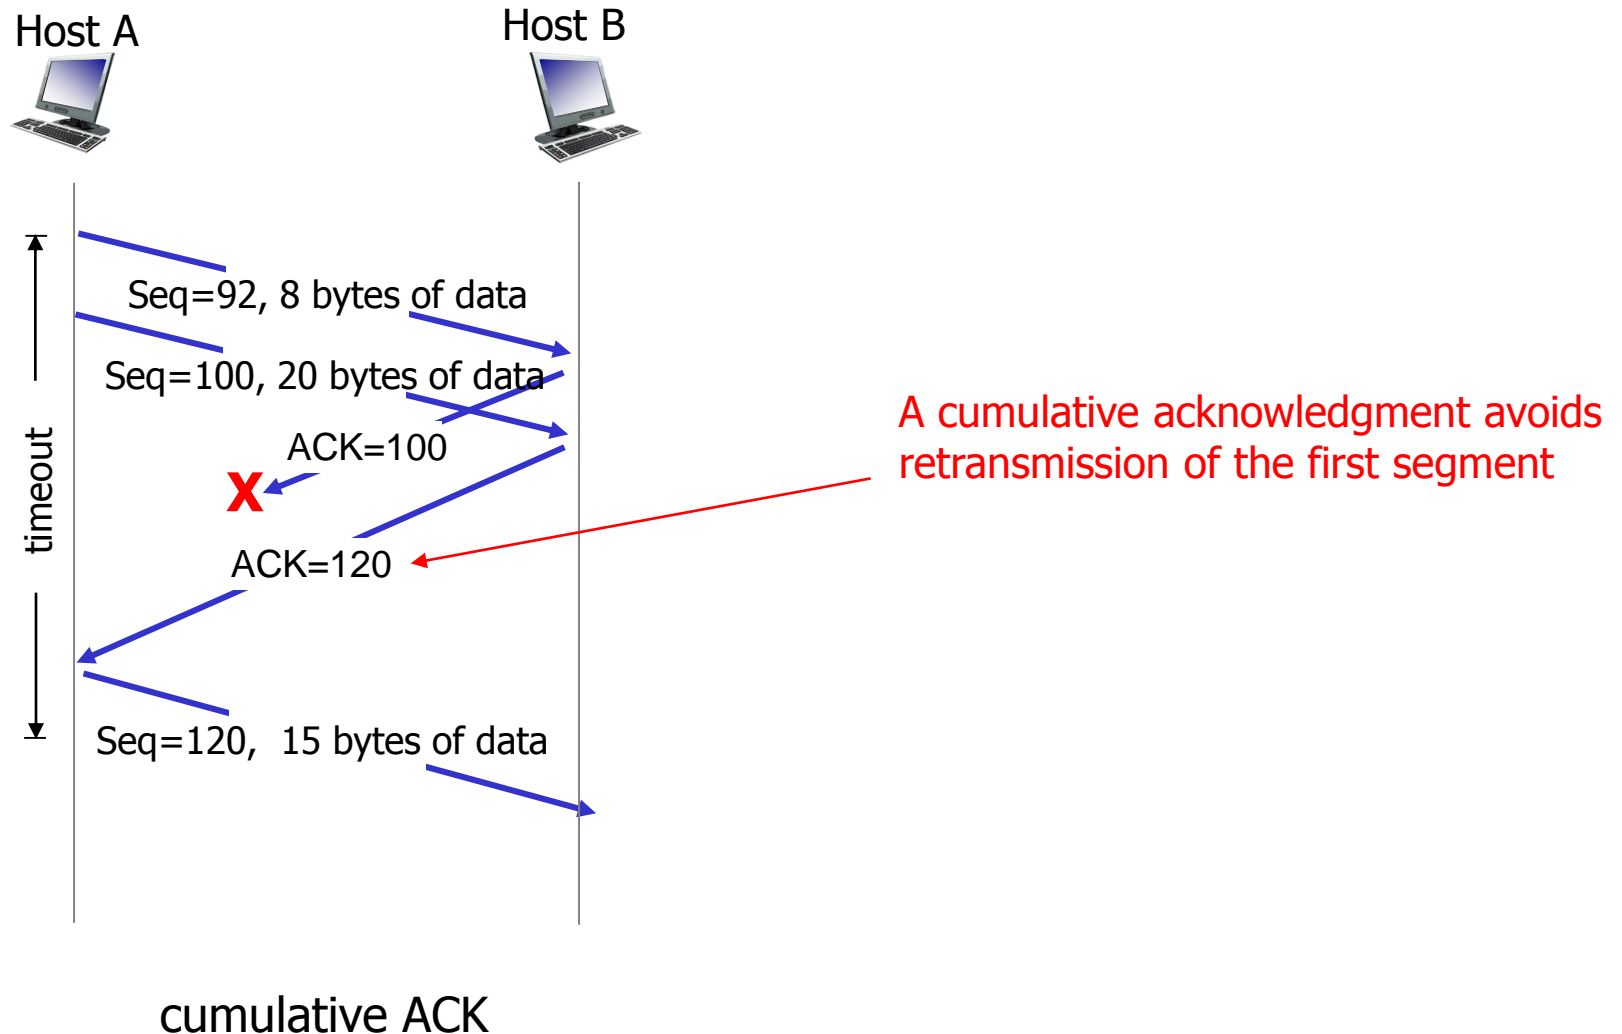 Host A
Host B
Seq=92, 8 bytes of data
Seq=100, 20 bytes of data
ACK=100
X
timeout
ACK=120
Seq=120,  15 bytes of data
A cumulative acknowledgment avoids
retransmission of the first segment
cumulative ACK